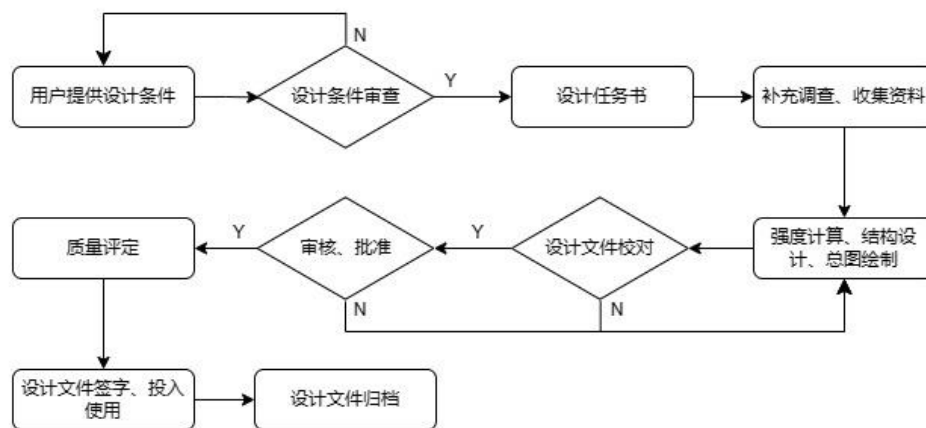 N
用户提供设计条件
设计条件审查
Y
设计任务书
补充调查、收集资料
质量评定
Y
审核、批准
Y
设计文件校对
强度计算、结构设
计、总图绘制
N
N
设计文件签字、投入
使用
设计文件归档